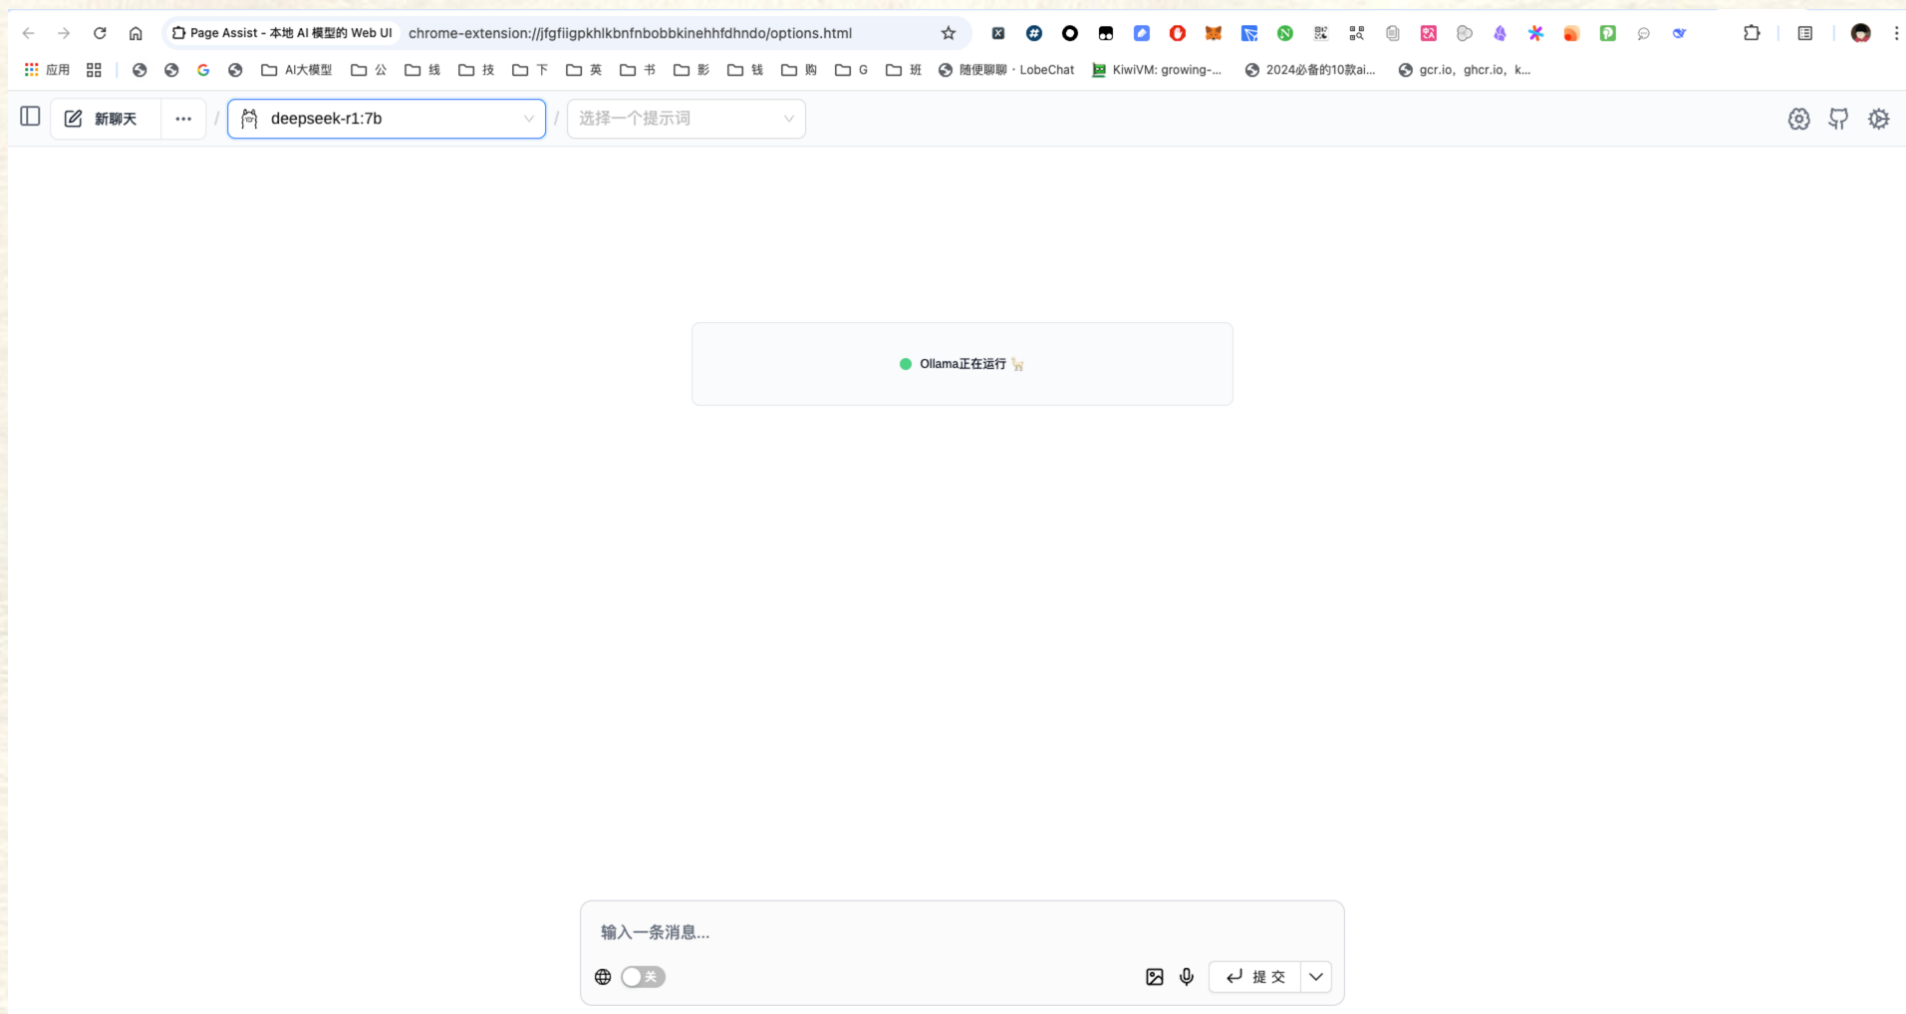 Page Assist - 本地 AI 模型的 Web UI chrome-extension://jfgfiigpkhlkbnfnbobbkinehhfdhndo/options.html
应用 AI大模型 公 线 技 下 英 书 影 钱 购 G 班 随便聊聊 · LobeChat KiwiVM: growing-... 2024必备的10款ai... gcr.io, ghcr.io, k...
新聊天 ··· / deepseek-r1:7b / 选择一个提示词
Ollama正在运行
输入一条消息...
关 提 交